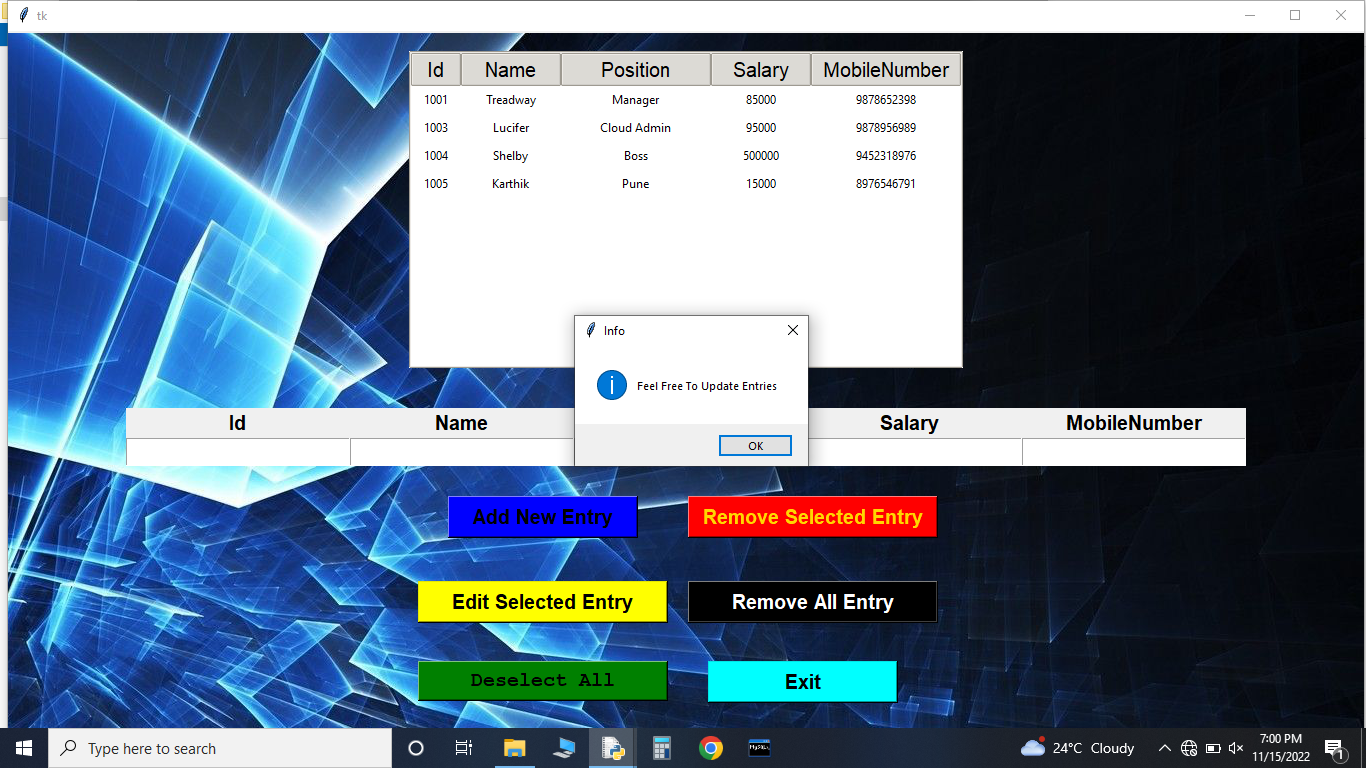 tk
Id Name Position Salary MobileNumber
1001 Treadway Manager 85000 9878652398
1003 Lucifer Cloud Admin 95000 9878956989
1004 Shelby Boss 500000 9452318976
1005 Karthik Pune 15000 8976546791
Info
Feel Free To Update Entries
OK
Id Name Salary MobileNumber
Add New Entry Remove Selected Entry
Edit Selected Entry Remove All Entry
Deselect All Exit
Type here to search
MySQL
24°C Cloudy
7:00 PM
11/15/2022
1